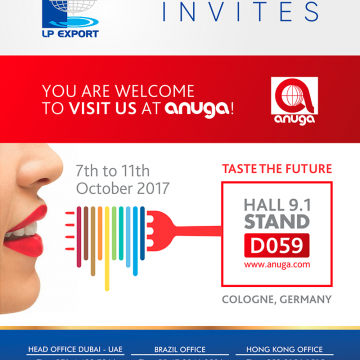 LP EXPORT
INVITES
YOU ARE WELCOME
TO VISIT US AT anuga!
anuga
7th to 11th
October 2017
TASTE THE FUTURE
HALL 9.1
STAND
D059
www.anuga.com
COLOGNE, GERMANY
HEAD OFFICE DUBAI - UAE
BRAZIL OFFICE
HONG KONG OFFICE